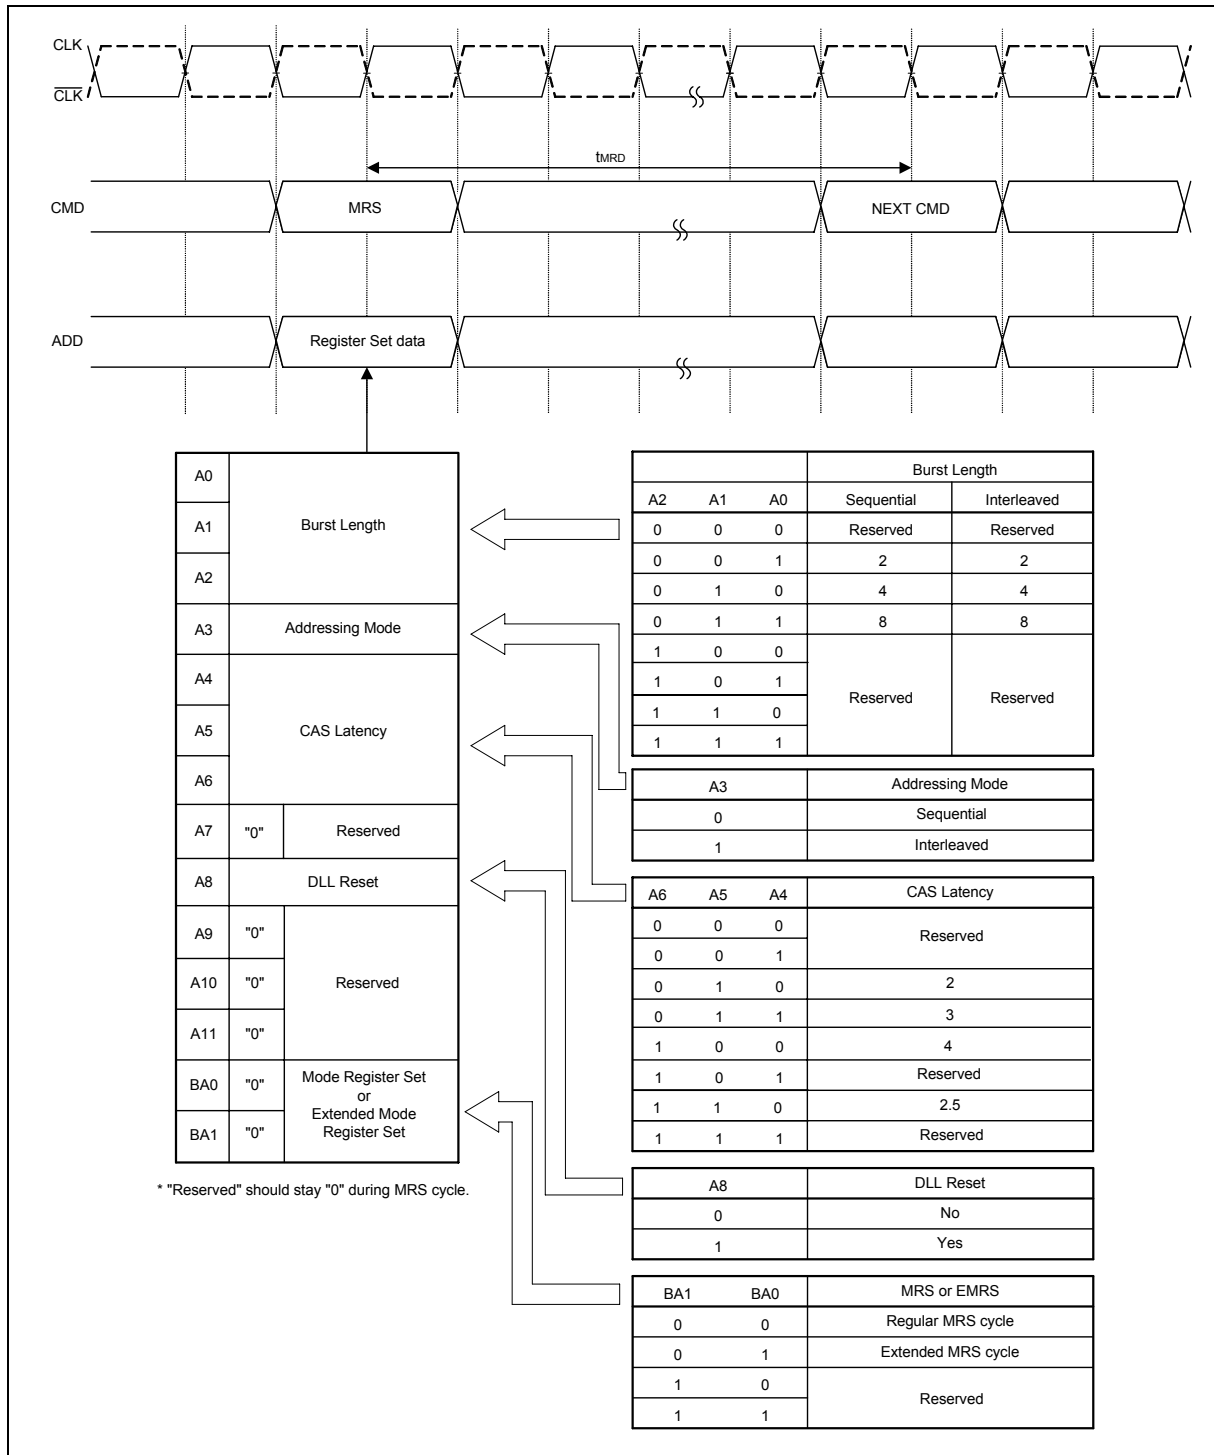 CLK
CLK
tMRD
CMD MRS NEXT CMD
ADD Register Set data
A0
A1 Burst Length
A2
A3 Addressing Mode
A4
A5 CAS Latency
A6
A7 "0" Reserved
A8 DLL Reset
A9 "0"
A10 "0" Reserved
A11 "0"
BA0 "0" Mode Register Set
or
Extended Mode
BA1 "0" Register Set
* "Reserved" should stay "0" during MRS cycle.
Burst Length
A2 A1 A0 Sequential Interleaved
0 0 0 Reserved Reserved
0 0 1 2 2
0 1 0 4 4
0 1 1 8 8
1 0 0
1 0 1
Reserved Reserved
1 1 0
1 1 1
A3 Addressing Mode
0 Sequential
1 Interleaved
A6 A5 A4 CAS Latency
0 0 0
Reserved
0 0 1
0 1 0 2
0 1 1 3
1 0 0 4
1 0 1 Reserved
1 1 0 2.5
1 1 1 Reserved
A8 DLL Reset
0 No
1 Yes
BA1 BA0 MRS or EMRS
0 0 Regular MRS cycle
0 1 Extended MRS cycle
1 0
Reserved
1 1